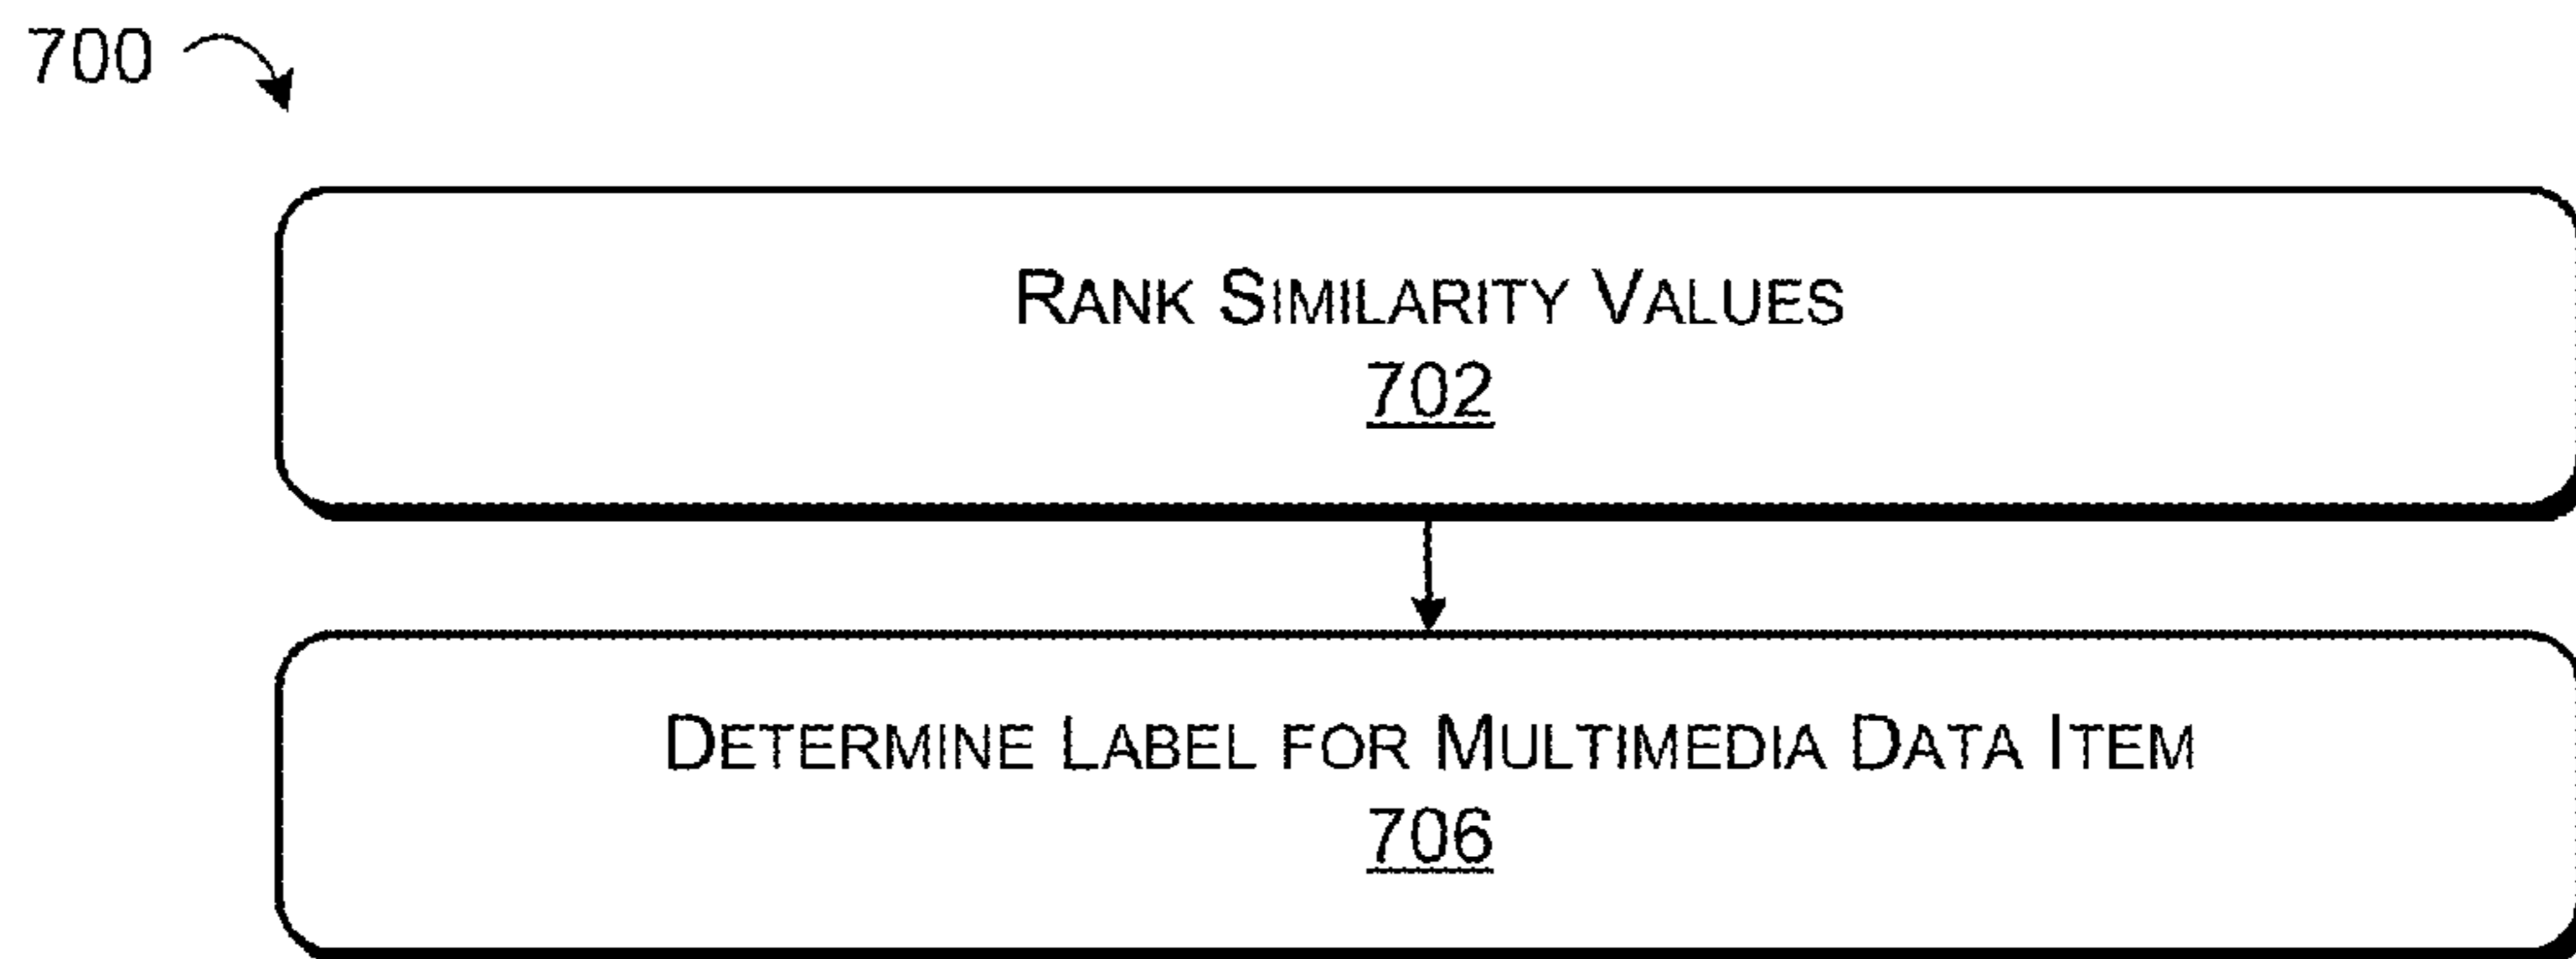 700
RANK SIMILARITY VALUES
702
DETERMINE LABEL FOR MULTIMEDIA DATA ITEM
706